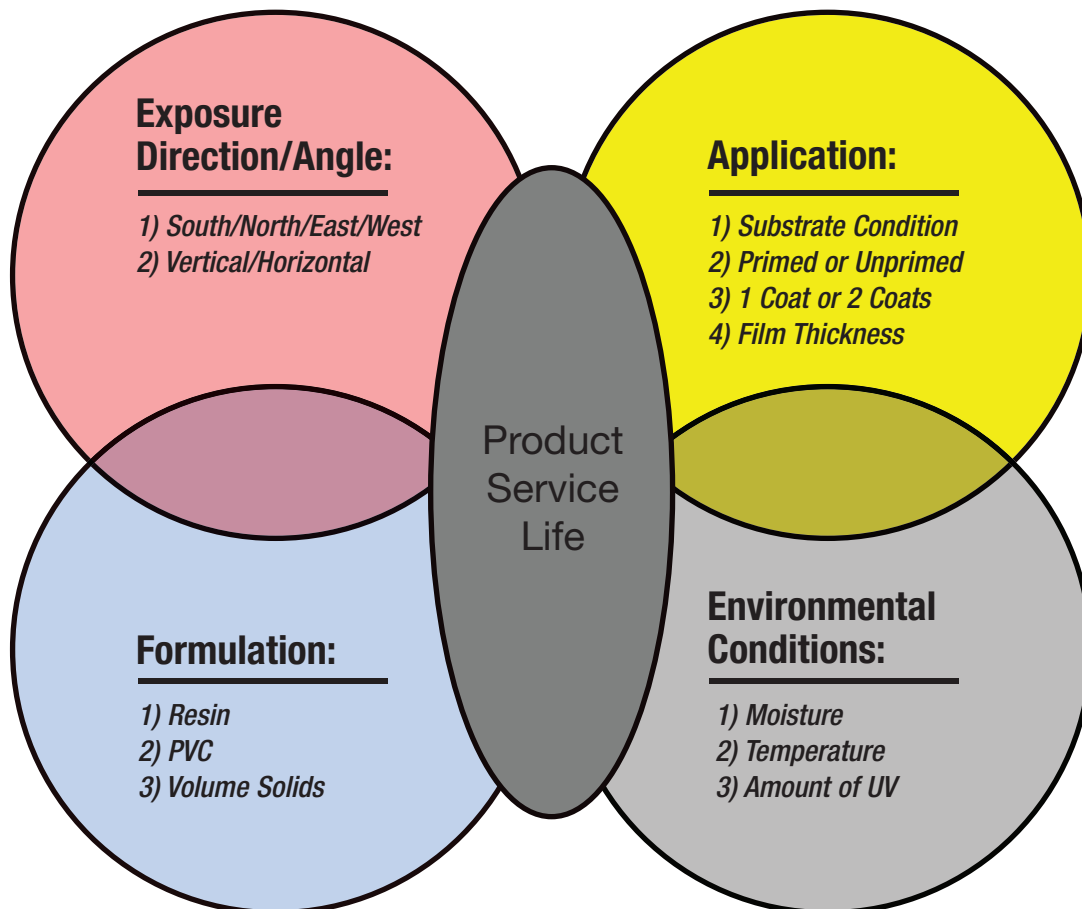 Exposure
Direction/Angle:
1) South/North/East/West
2) Vertical/Horizontal
Application:
1) Substrate Condition
2) Primed or Unprimed
3) 1 Coat or 2 Coats
4) Film Thickness
Product
Service
Life
Formulation:
1) Resin
2) PVC
3) Volume Solids
Environmental
Conditions:
1) Moisture
2) Temperature
3) Amount of UV